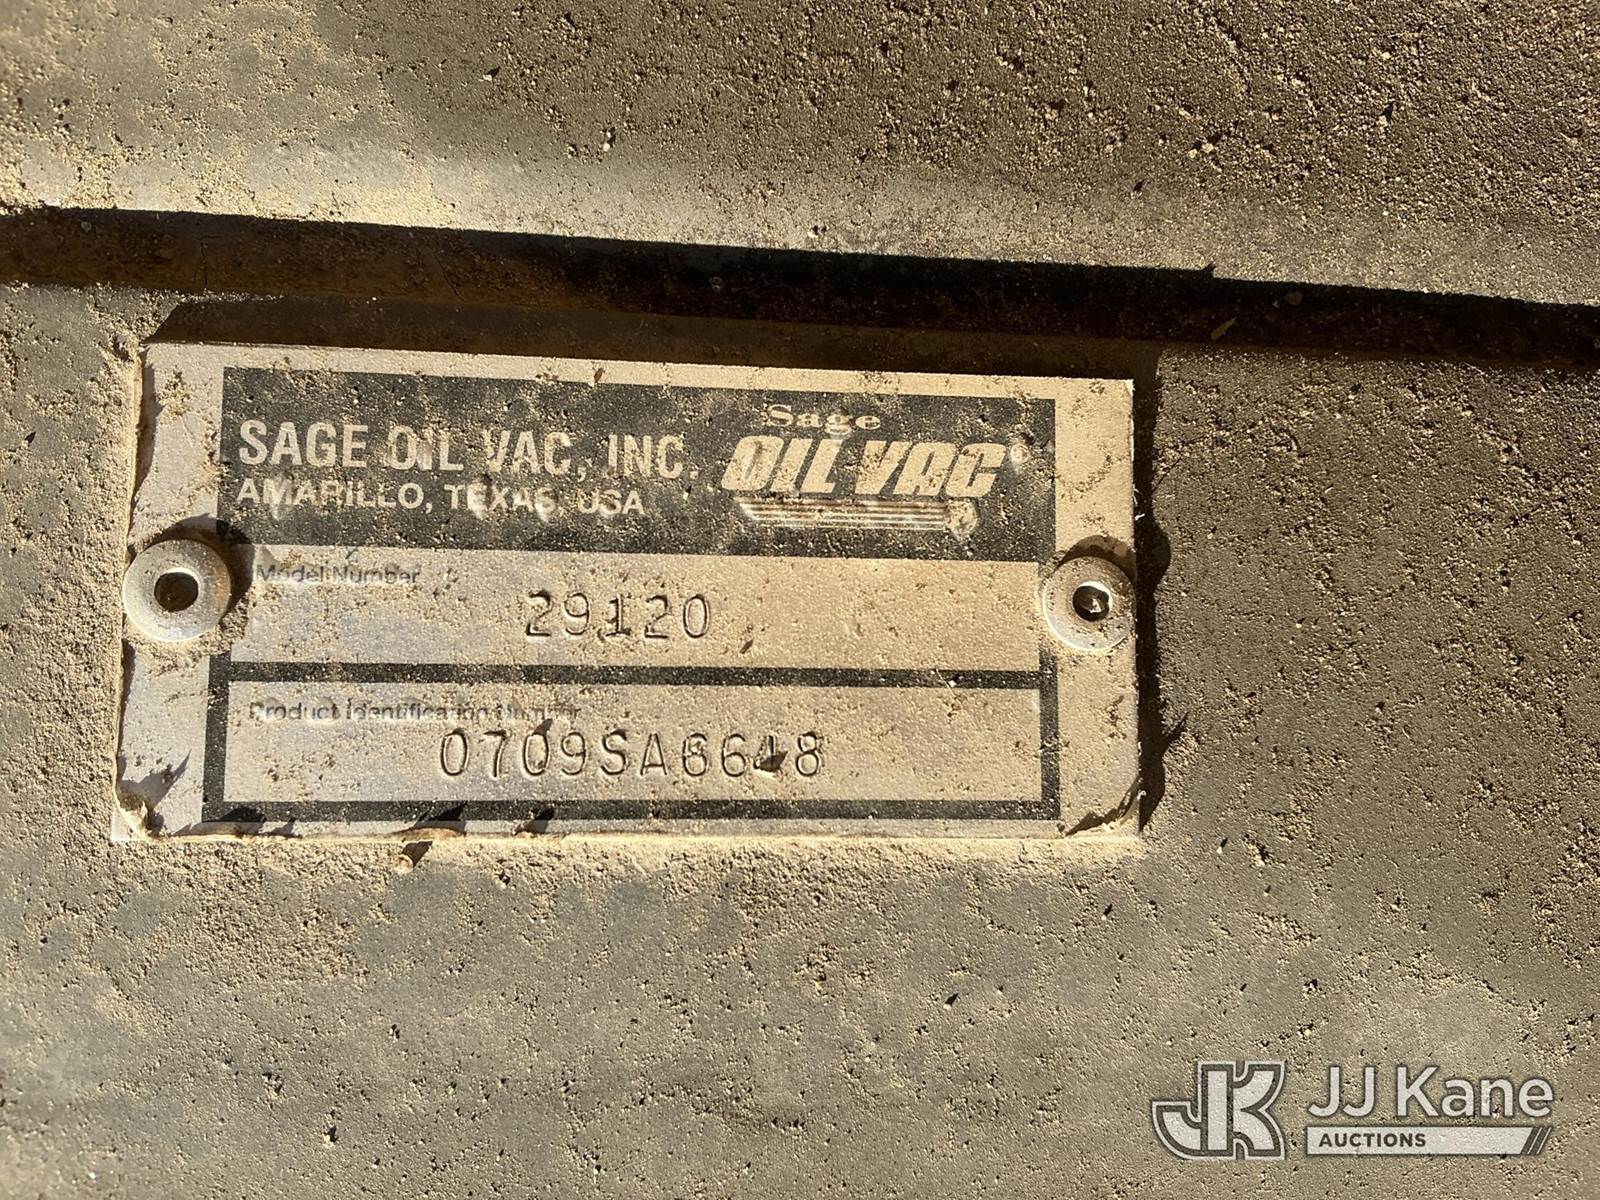 SAGE OIL VAC, INC.
AMARILLO, TEXAS, USA
Sage
OIL VAC®
Model Number
29120
Product Identification Number
JJ Kane
AUCTIONS